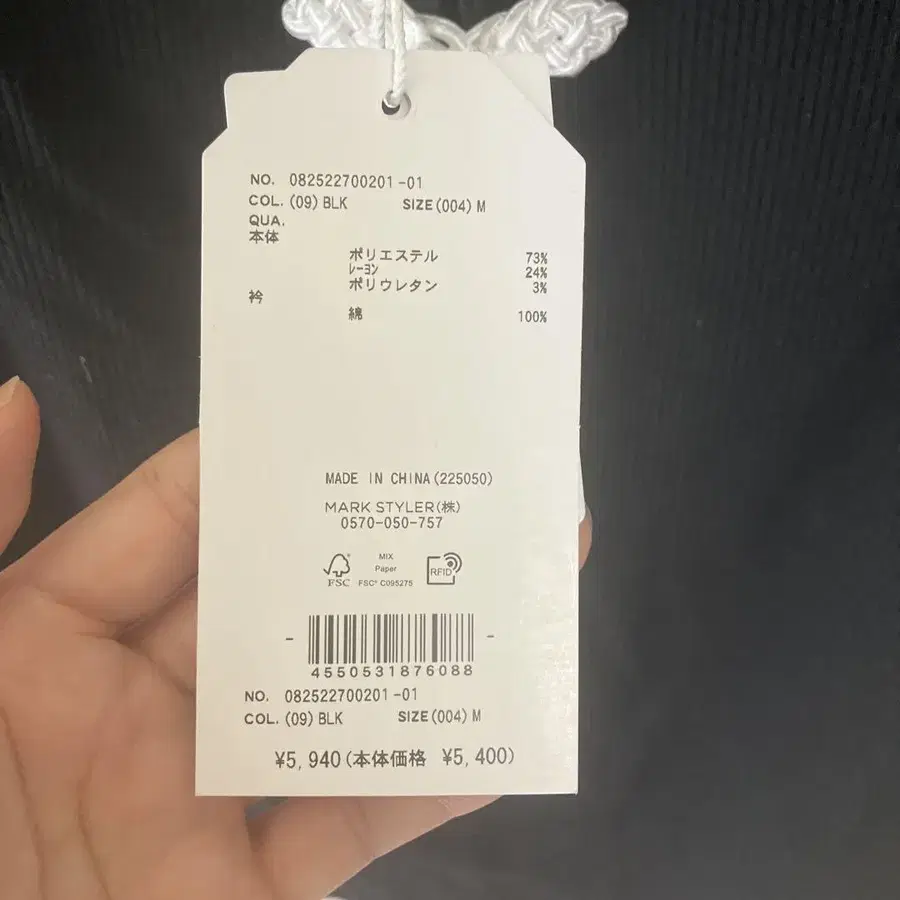 NO. 082522700201-01
COL. (09) BLK SIZE(004) M
QUA.
本体
ポリエステル 73%
レーヨン 24%
ポリウレタン 3%
衿
綿 100%
MADE IN CHINA(225050)
MARK STYLER(株)
0570-050-757
FSC
MIX
Paper
FSC® C095275
RFID
- -
4550531876088
NO. 082522700201-01
COL. (09) BLK SIZE(004) M
¥5,940(本体価格 ¥5,400)